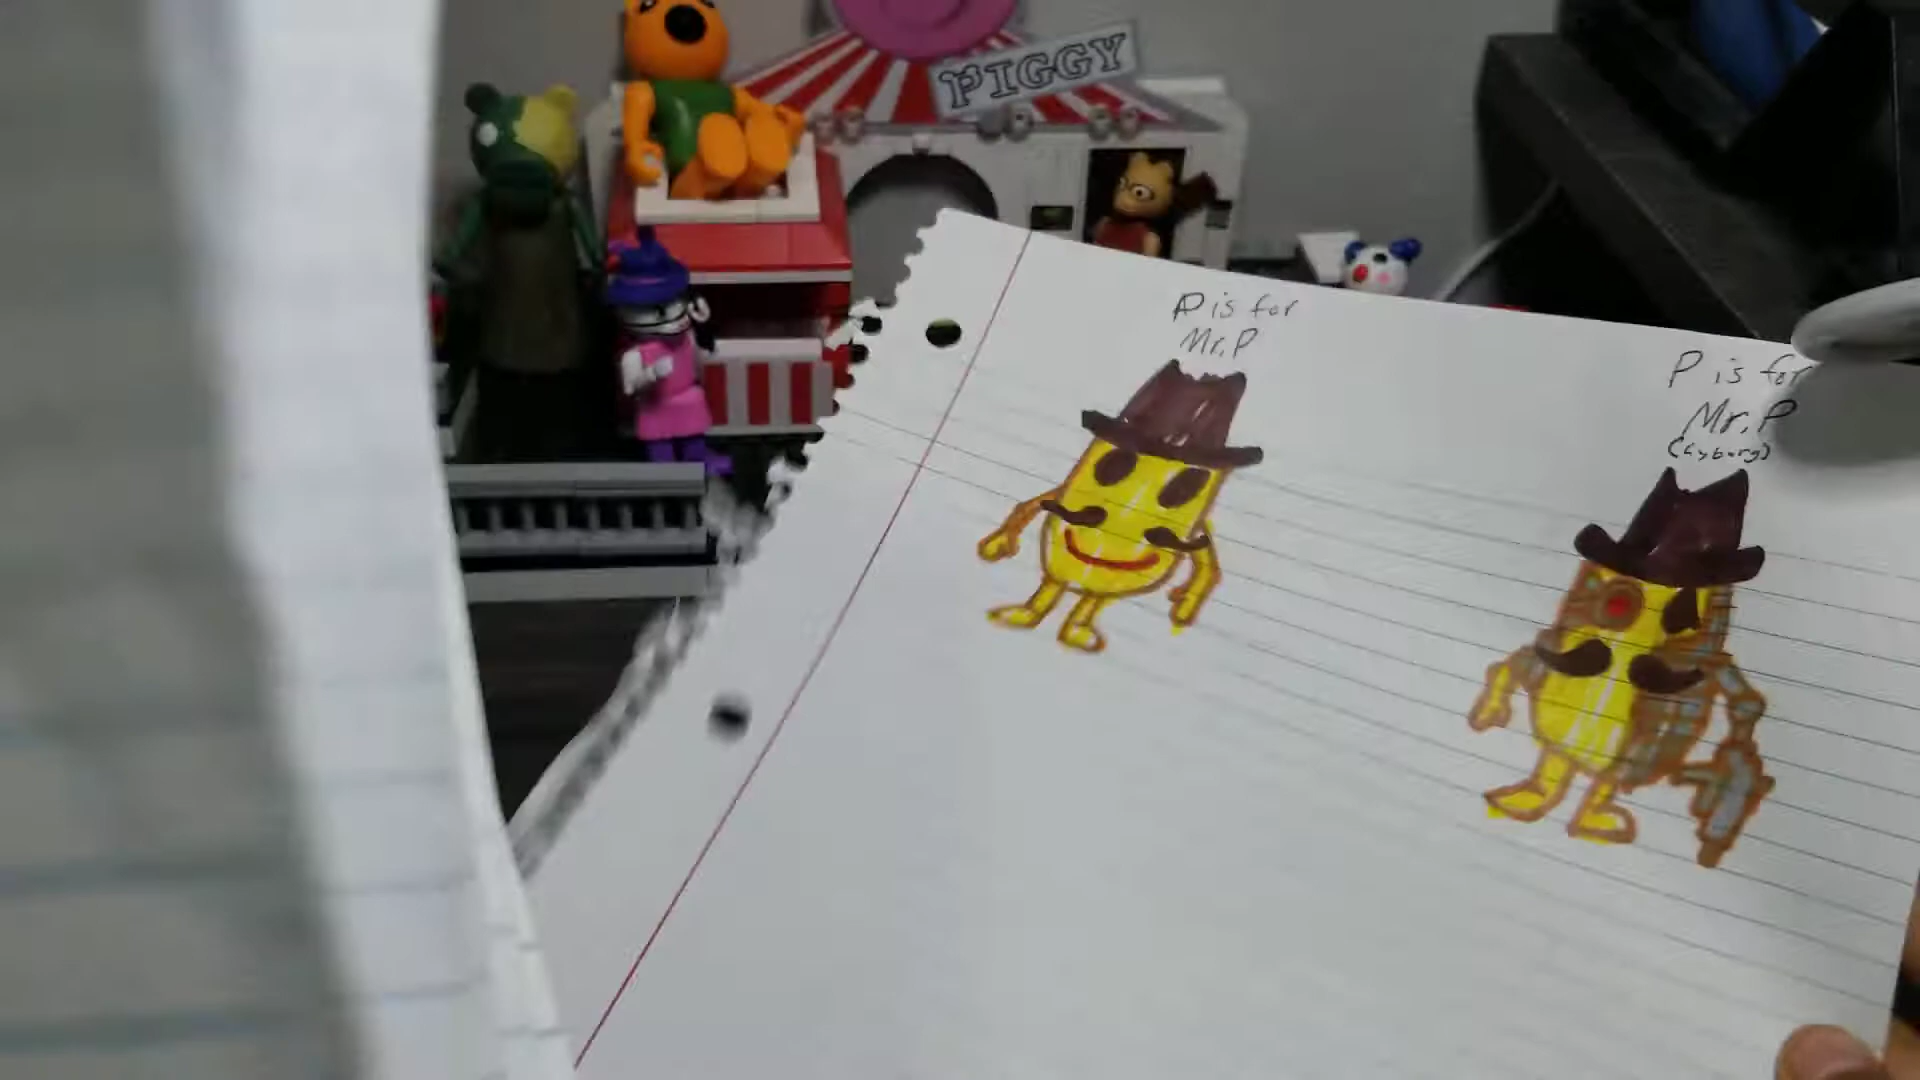 PIGGY
P is for
Mr. P
P is for
Mr. P
(Cyborg)